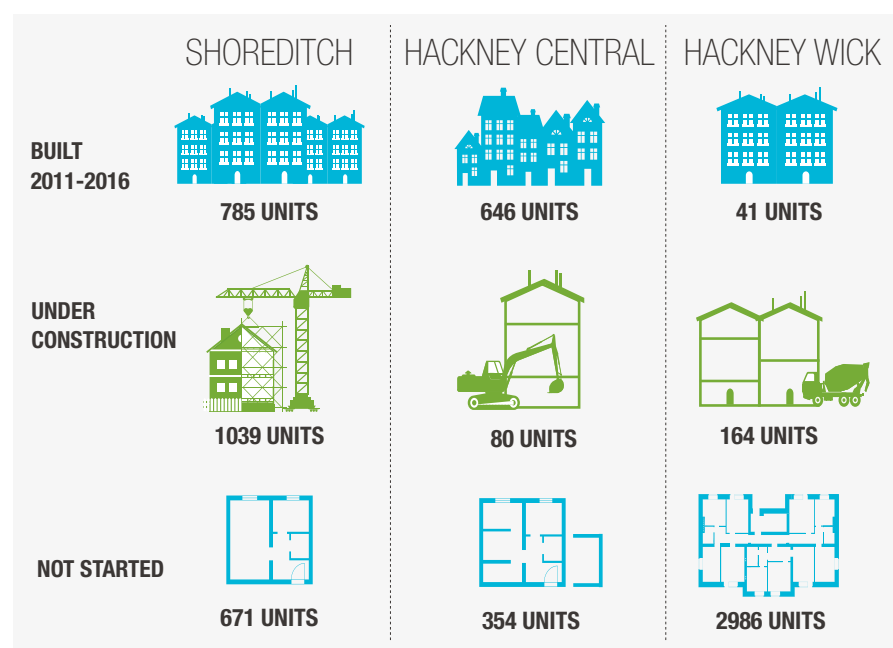 SHOREDITCH
HACKNEY CENTRAL
HACKNEY WICK
BUILT
2011-2016
785 UNITS
646 UNITS
41 UNITS
UNDER
CONSTRUCTION
1039 UNITS
80 UNITS
164 UNITS
NOT STARTED
671 UNITS
354 UNITS
2986 UNITS